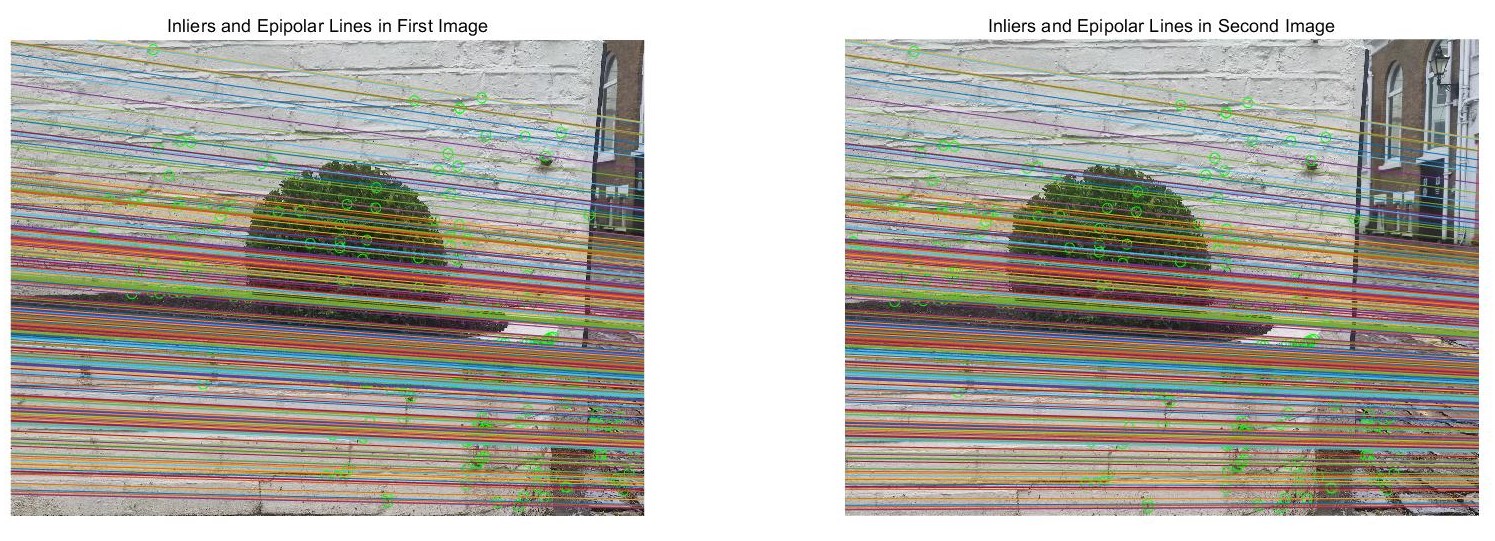 Inliers and Epipolar Lines in First Image
Inliers and Epipolar Lines in Second Image